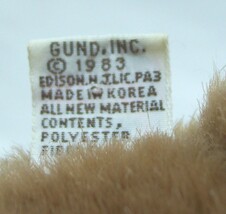 GUND, INC.
© 1983
EDISON, N.J. LIC. PA3
MADE IN KOREA
ALL NEW MATERIAL
CONTENTS,
POLYESTER